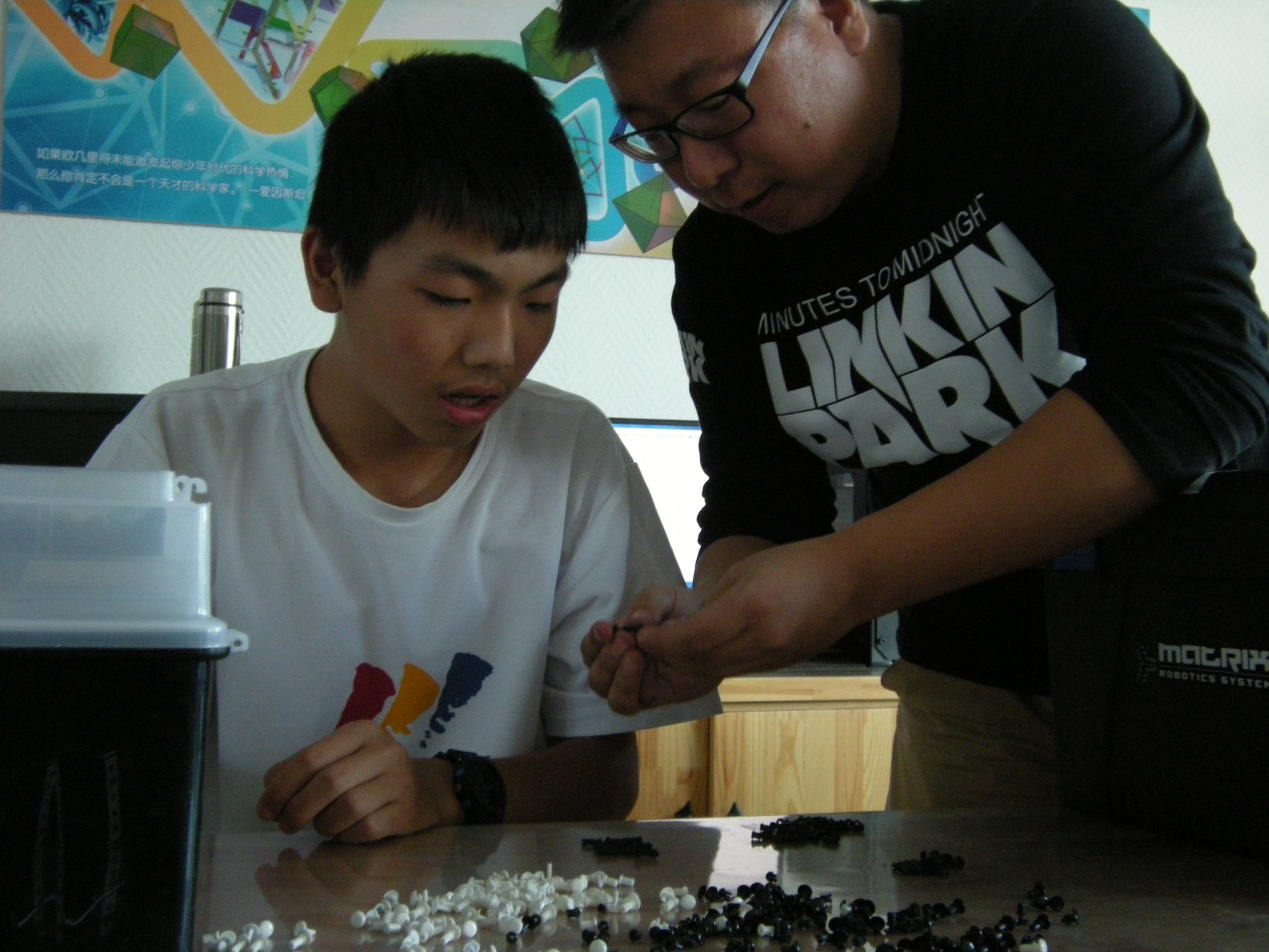 如果欧几里得未能激发起你少年时代的科学热情
那么你肯定不会是一个天才的科学家。 —爱因斯坦
MINUTES TO MIDNIGH
LINKIN
PARK
MATRIX
ROBOTICS SYSTEM